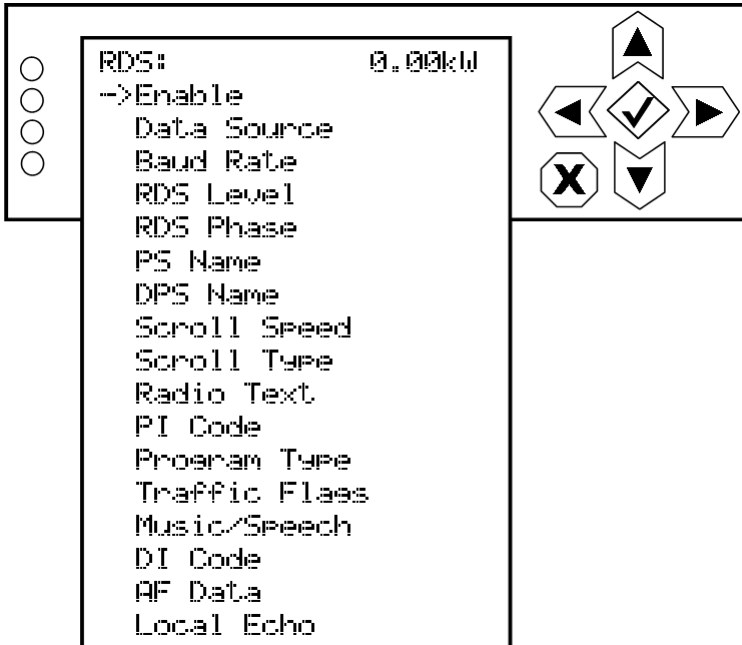 RDS: 0.00kW
->Enable
Data Source
Baud Rate
RDS Level
RDS Phase
PS Name
DPS Name
Scroll Speed
Scroll Type
Radio Text
PI Code
Program Type
Traffic Flags
Music/Speech
DI Code
AF Data
Local Echo
X